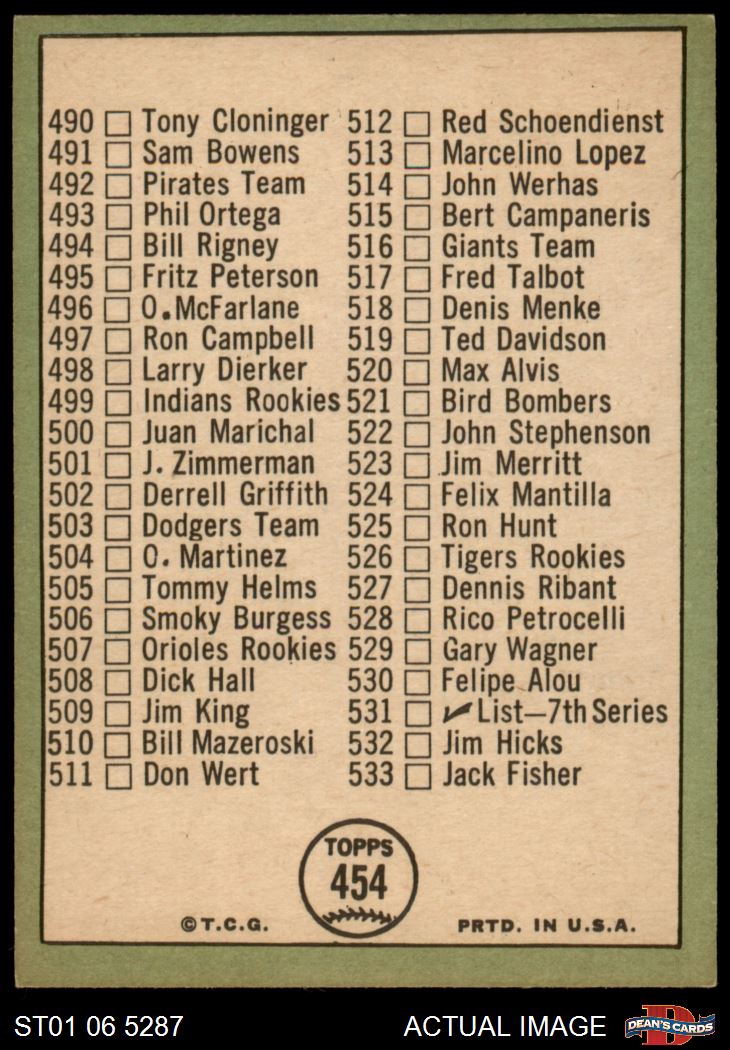 490 □ Tony Cloninger
491 □ Sam Bowens
492 □ Pirates Team
493 □ Phil Ortega
494 □ Bill Rigney
495 □ Fritz Peterson
496 □ O. McFarlane
497 □ Ron Campbell
498 □ Larry Dierker
499 □ Indians Rookies
500 □ Juan Marichal
501 □ J. Zimmerman
502 □ Derrell Griffith
503 □ Dodgers Team
504 □ O. Martinez
505 □ Tommy Helms
506 □ Smoky Burgess
507 □ Orioles Rookies
508 □ Dick Hall
509 □ Jim King
510 □ Bill Mazeroski
511 □ Don Wert
512 □ Red Schoendienst
513 □ Marcelino Lopez
514 □ John Werhas
515 □ Bert Campaneris
516 □ Giants Team
517 □ Fred Talbot
518 □ Denis Menke
519 □ Ted Davidson
520 □ Max Alvis
521 □ Bird Bombers
522 □ John Stephenson
523 □ Jim Merritt
524 □ Felix Mantilla
525 □ Ron Hunt
526 □ Tigers Rookies
527 □ Dennis Ribant
528 □ Rico Petrocelli
529 □ Gary Wagner
530 □ Felipe Alou
531 □ ✓ List—7th Series
532 □ Jim Hicks
533 □ Jack Fisher
TOPPS
454
©T.C.G.
PRTD. IN U.S.A.
ST01 06 5287
ACTUAL IMAGE
D
DEAN'S CARDS